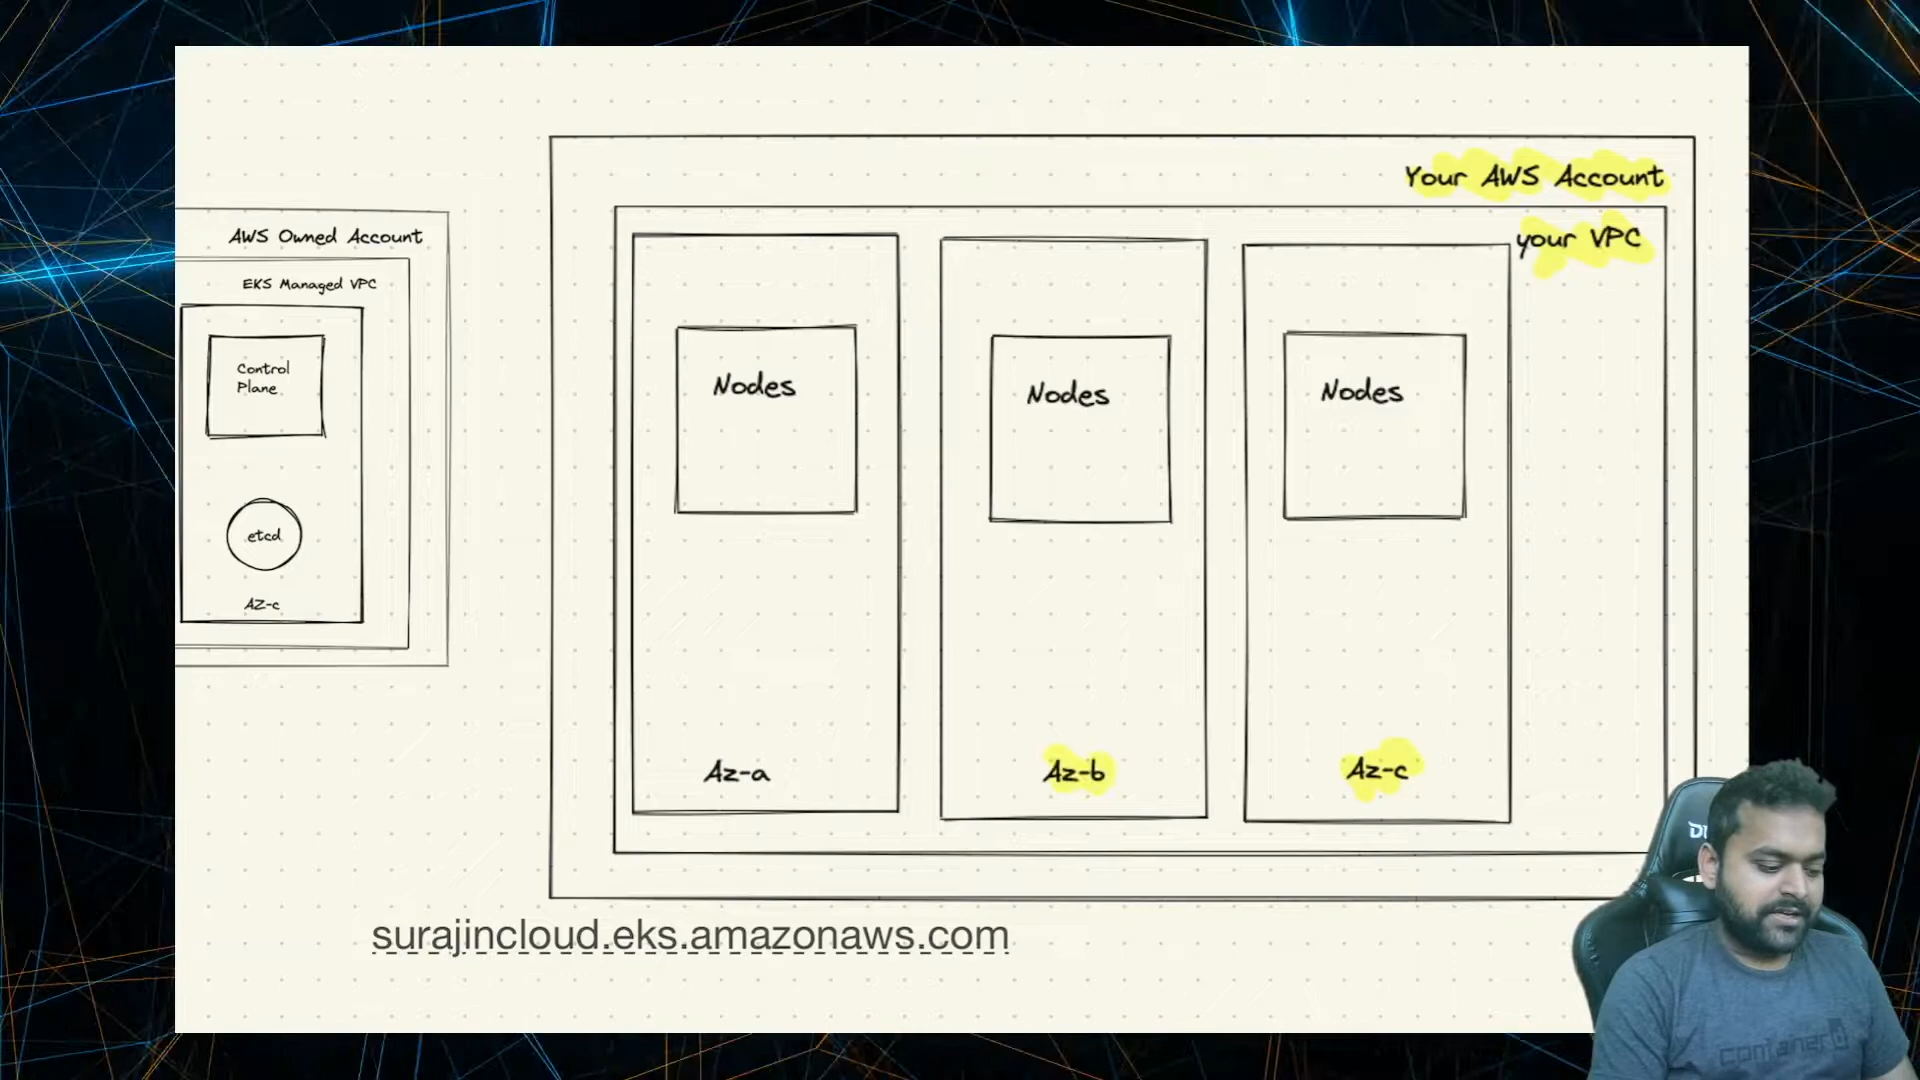 Your AWS Account
your VPC
AWS Owned Account
EKS Managed VPC
Control
Plane
etcd
AZ-c
Nodes
Nodes
Nodes
Az-a
Az-b
Az-c
surajincloud.eks.amazonaws.com